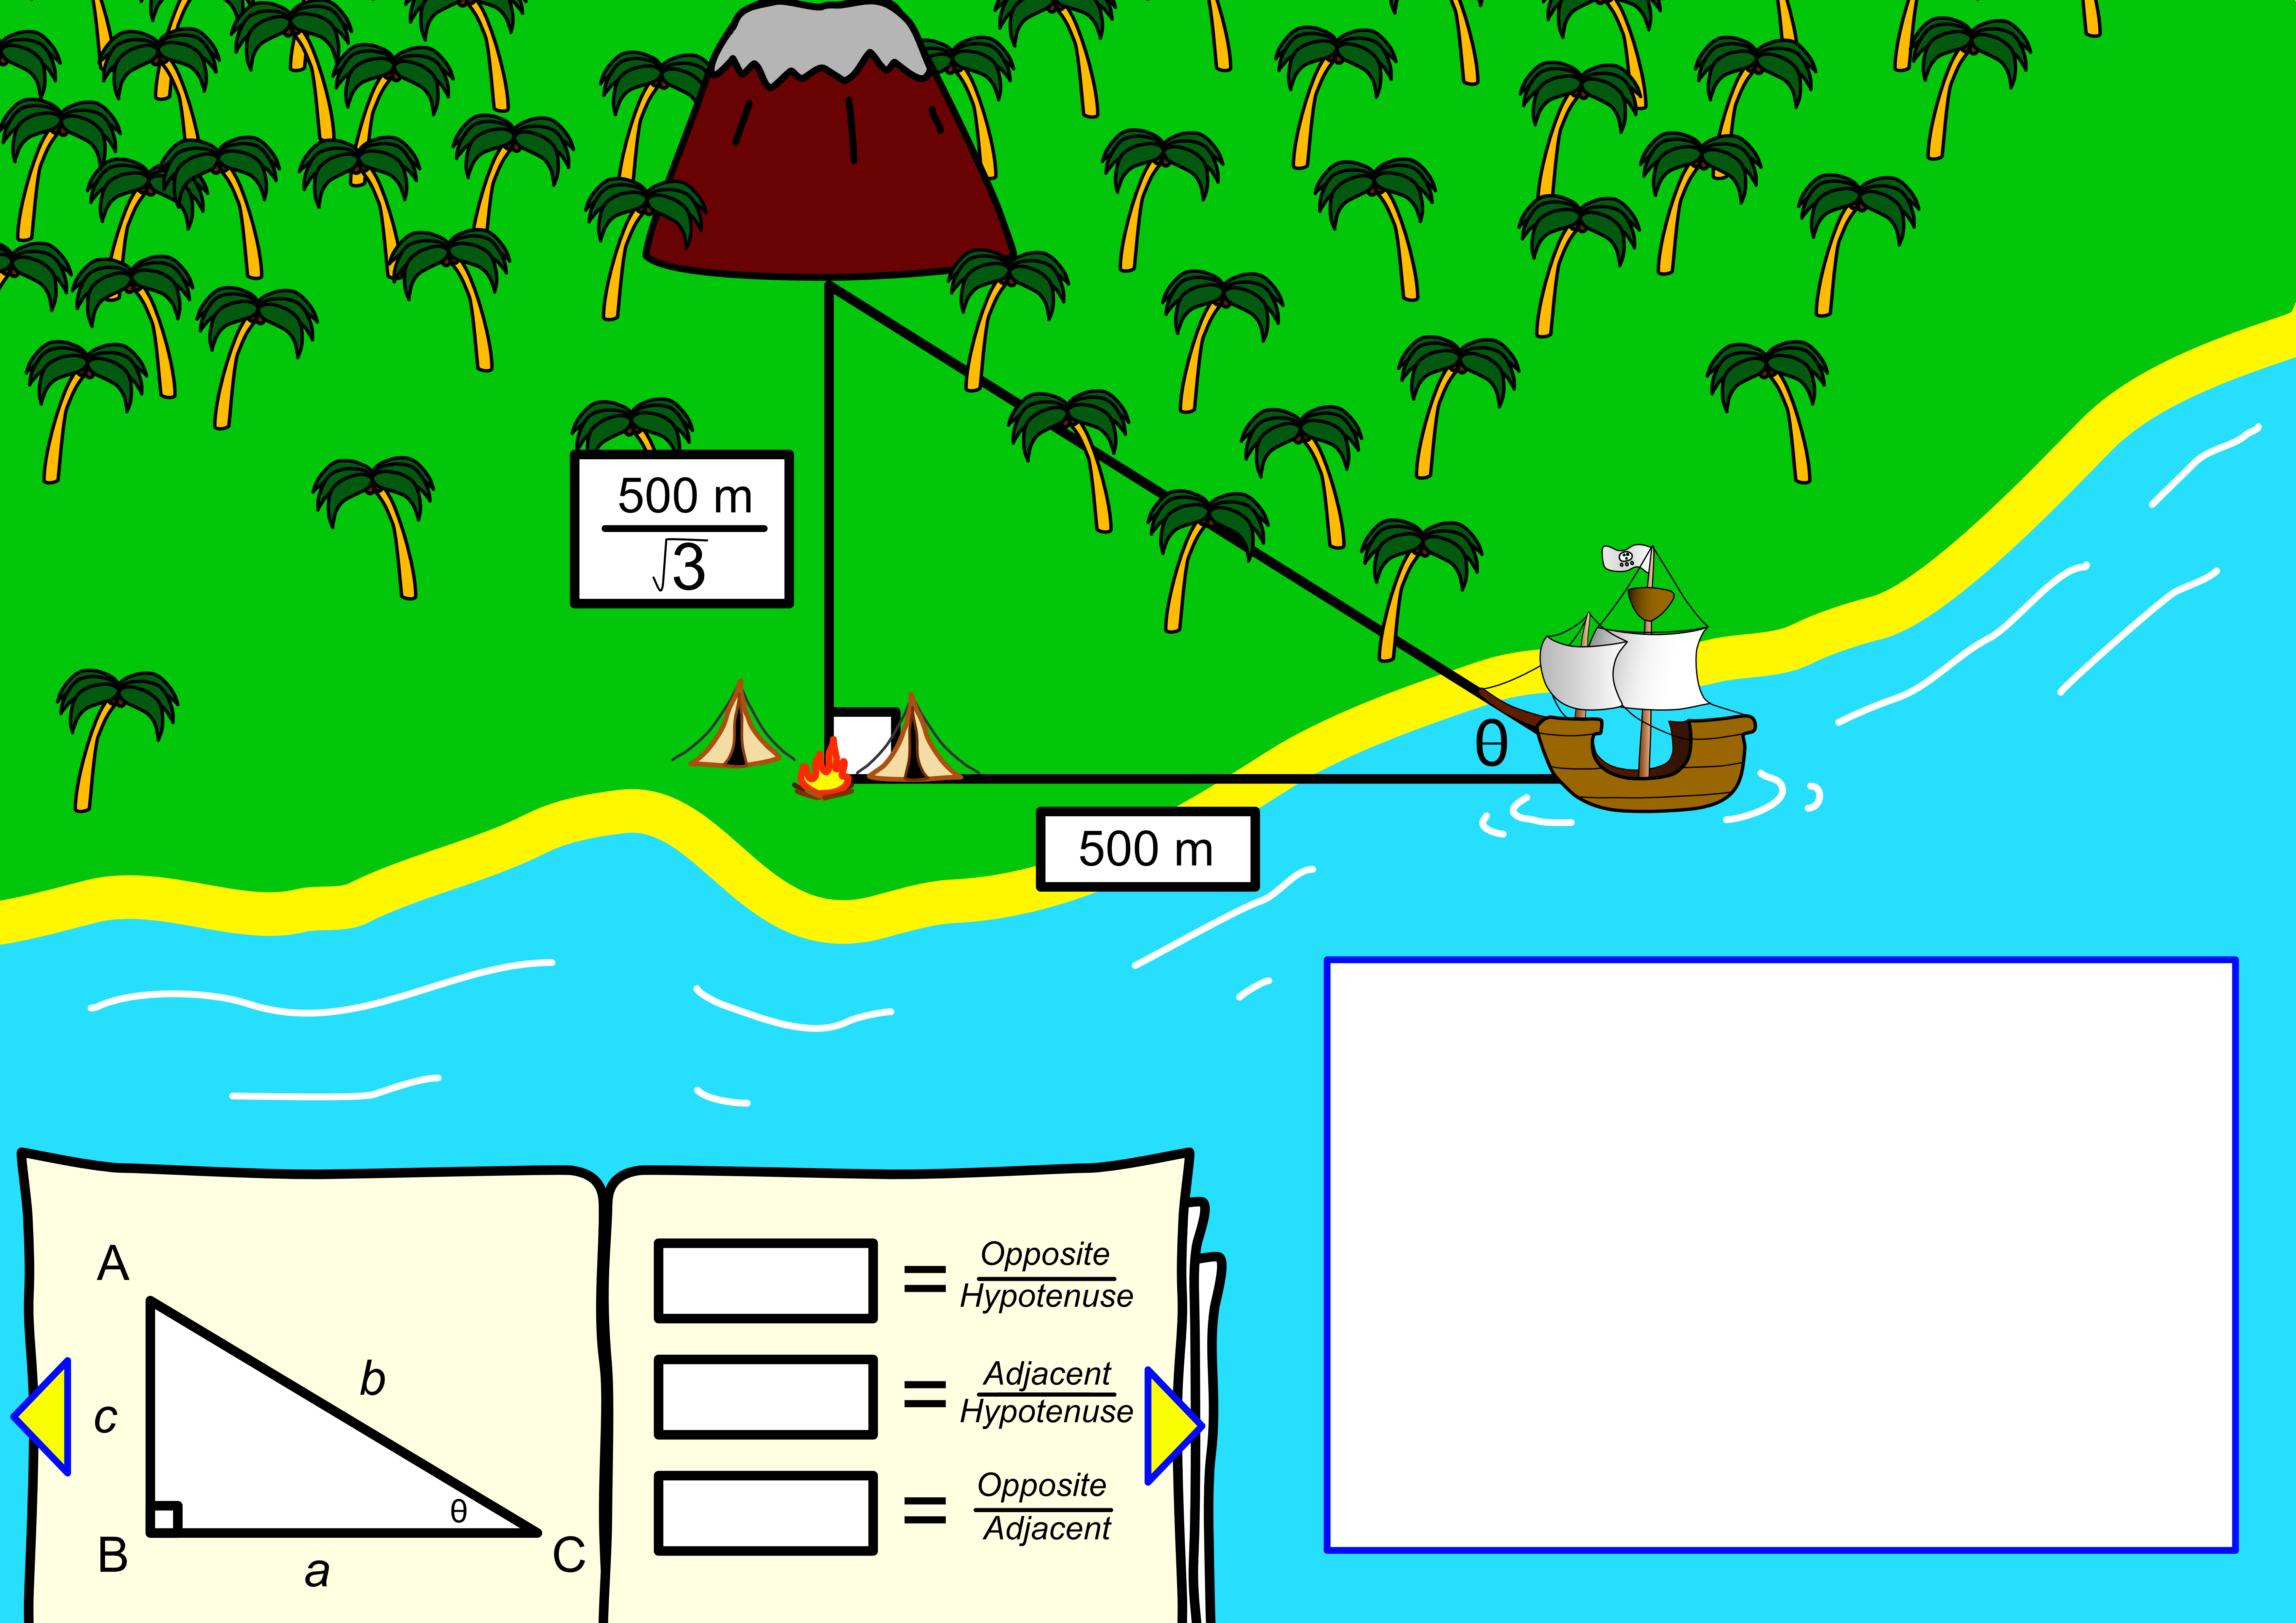 500 m
√3
θ
500 m
A
b
c
θ
B
a
C
= Opposite
Hypotenuse
= Adjacent
Hypotenuse
= Opposite
Adjacent